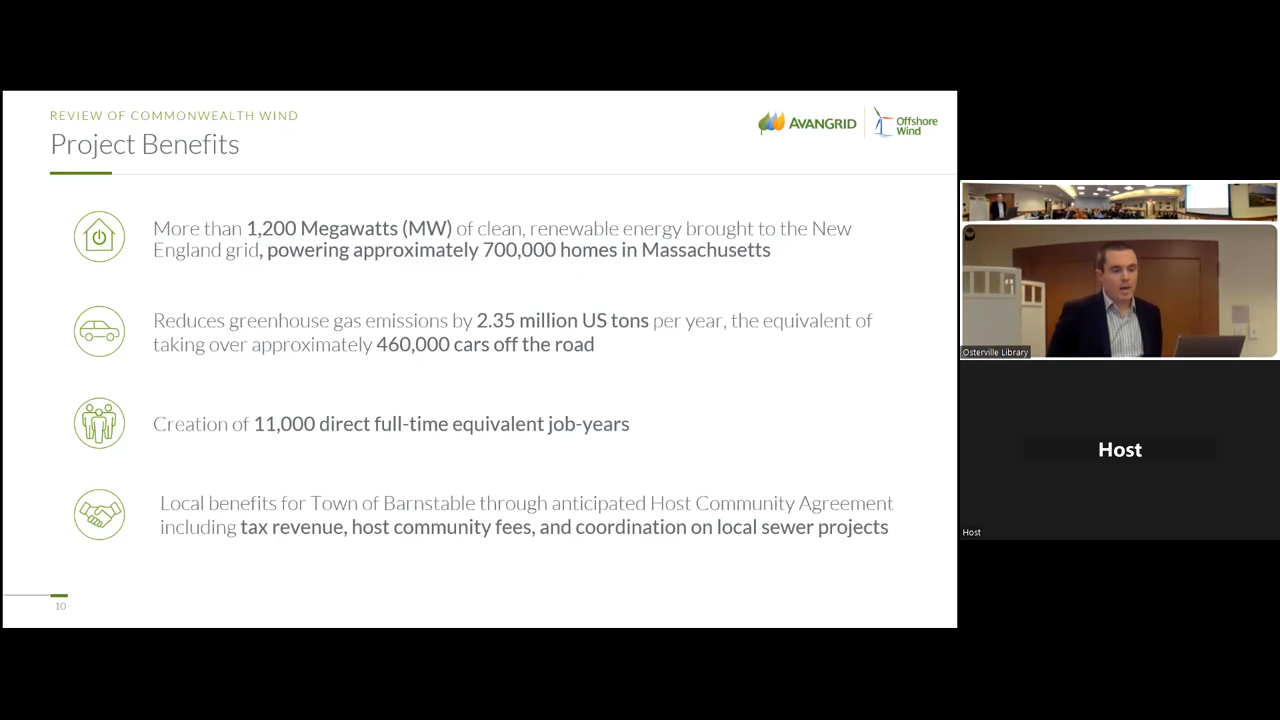 REVIEW OF COMMONWEALTH WIND
Project Benefits
AVANGRID
Offshore
Wind
More than 1,200 Megawatts (MW) of clean, renewable energy brought to the New
England grid, powering approximately 700,000 homes in Massachusetts
Reduces greenhouse gas emissions by 2.35 million US tons per year, the equivalent of
taking over approximately 460,000 cars off the road
Creation of 11,000 direct full-time equivalent job-years
Local benefits for Town of Barnstable through anticipated Host Community Agreement
including tax revenue, host community fees, and coordination on local sewer projects
10
Osterville Library
Host
Host